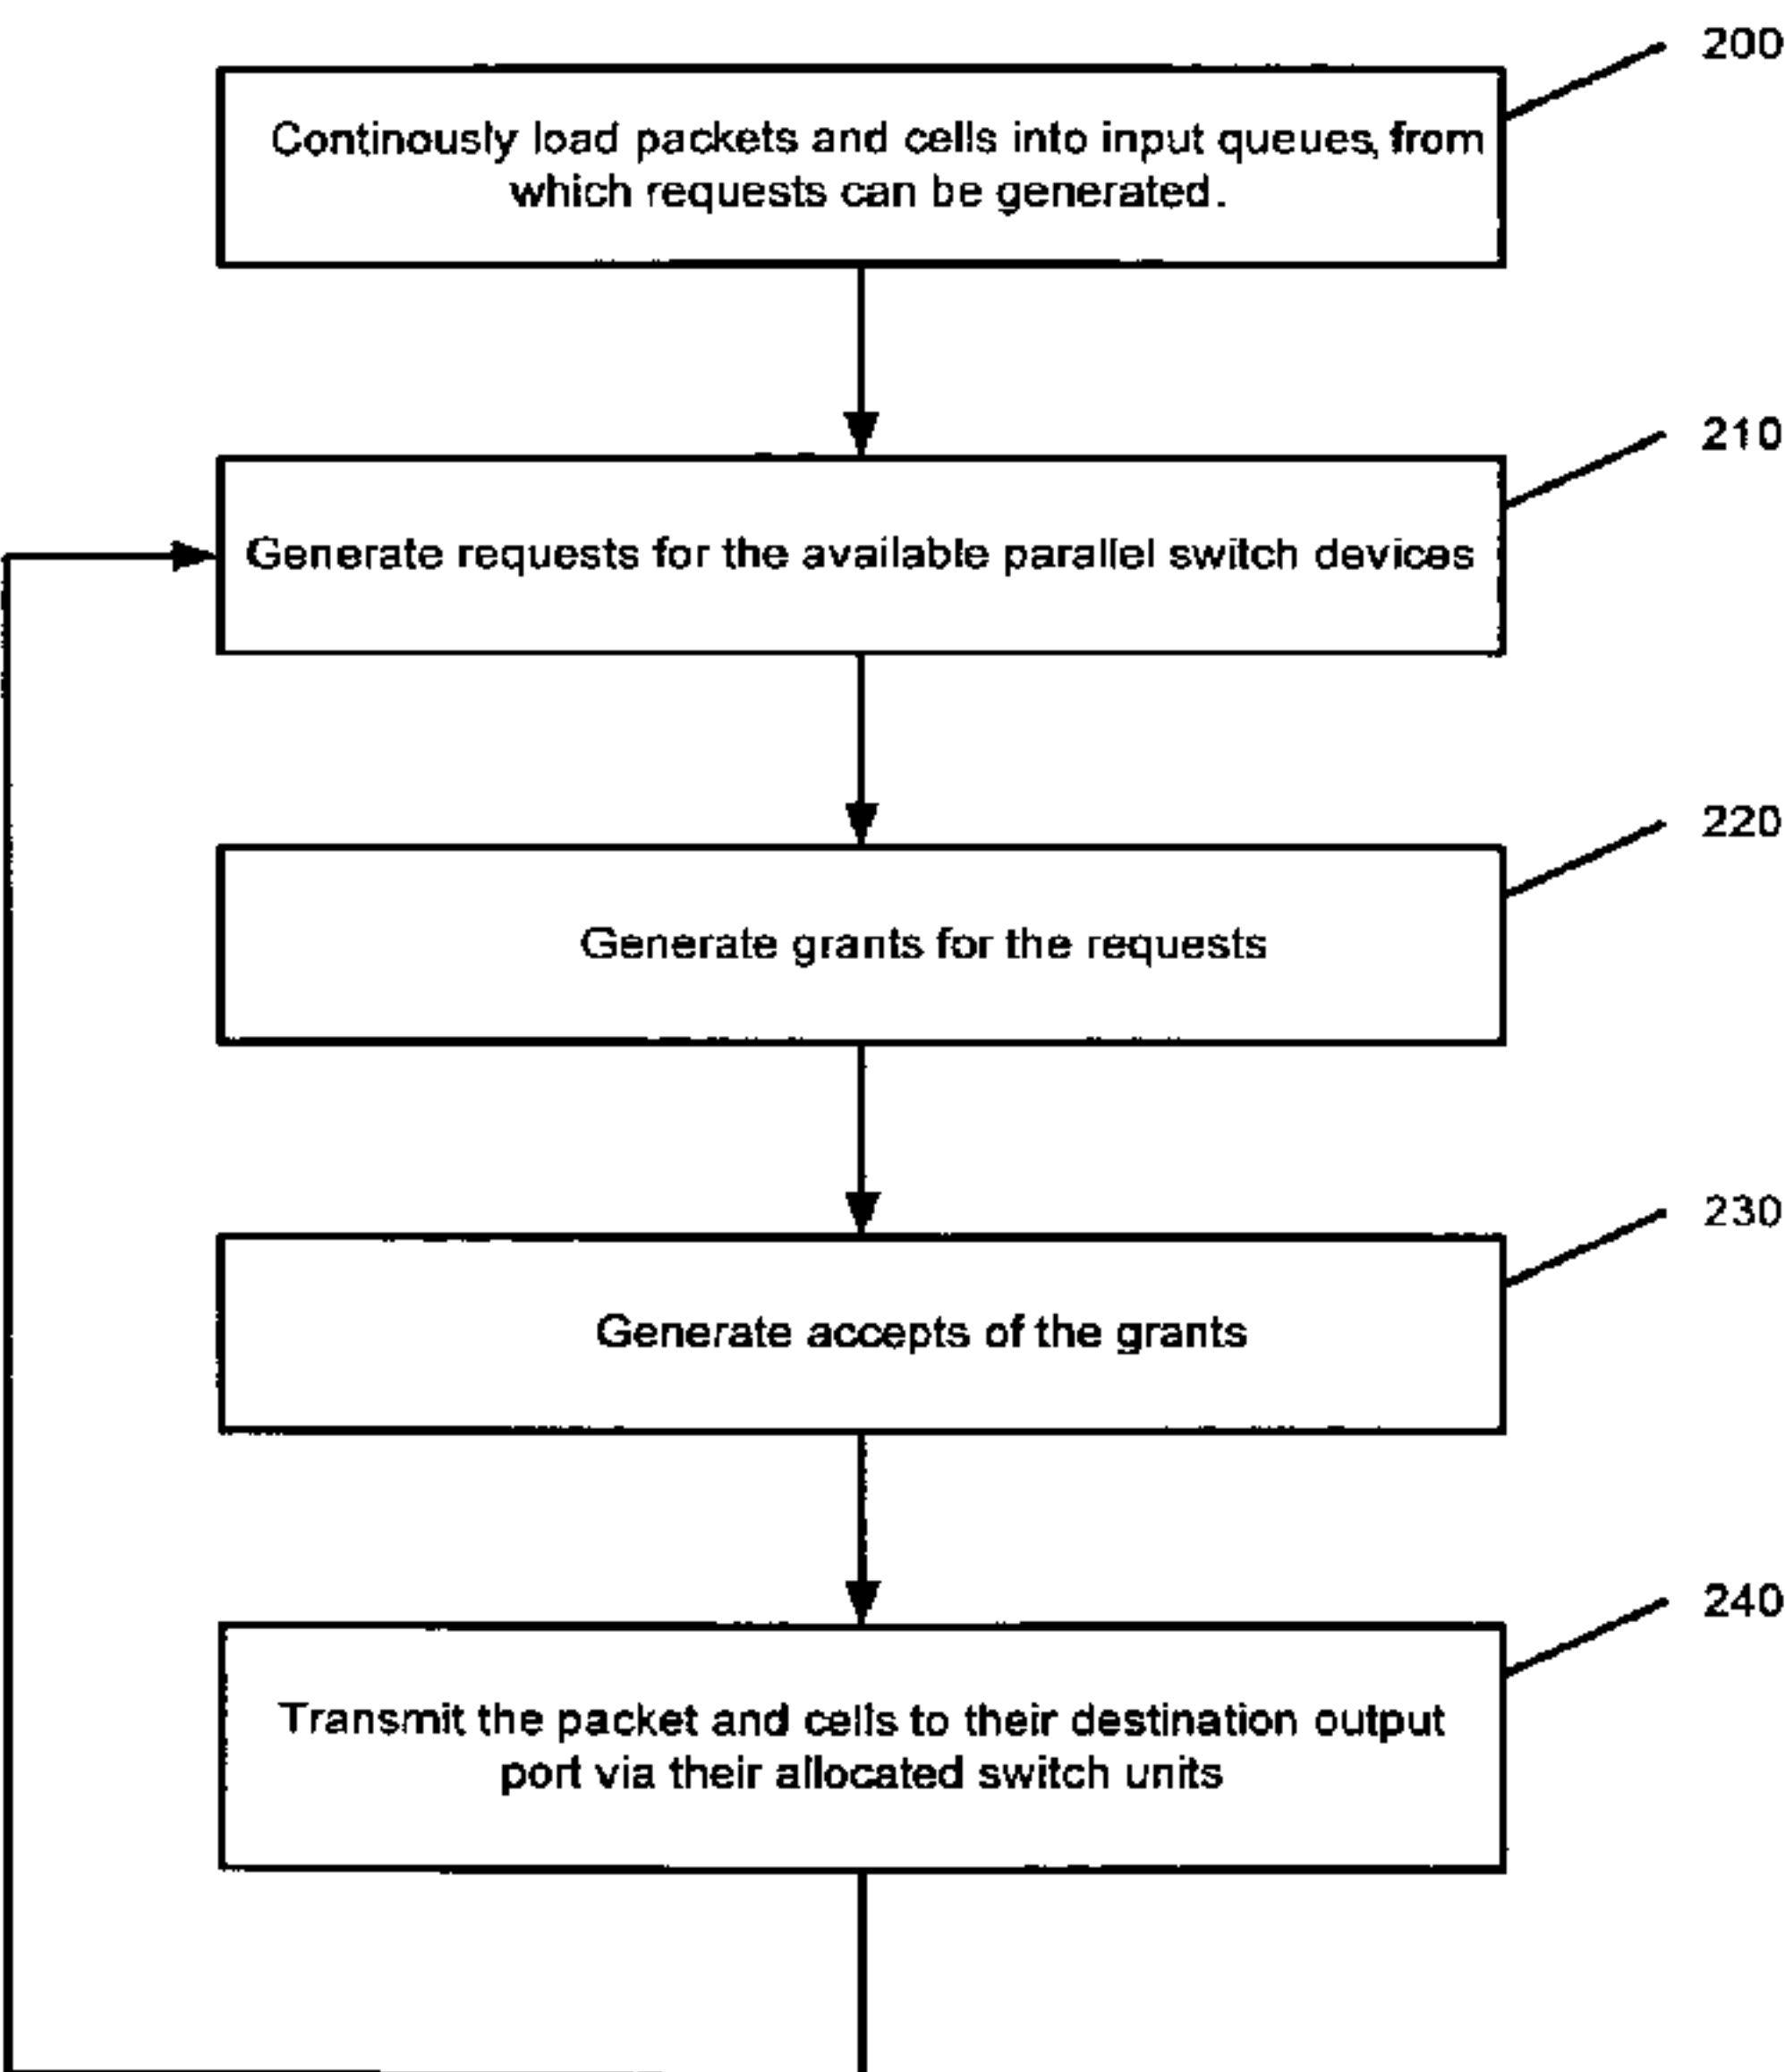 200
Continously load packets and cells into input queues, from
which requests can be generated.
210
Generate requests for the available parallel switch devices
220
Generate grants for the requests
230
Generate accepts of the grants
240
Transmit the packet and cells to their destination output
port via their allocated switch units